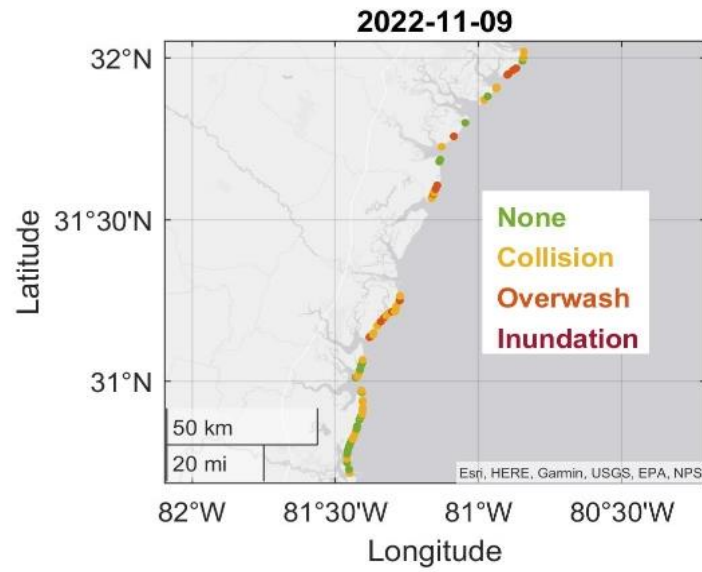 2022-11-09
32°N
31°30'N
31°N
Latitude
None
Collision
Overwash
Inundation
50 km
20 mi
Esri, HERE, Garmin, USGS, EPA, NPS
82°W
81°30'W
81°W
80°30'W
Longitude